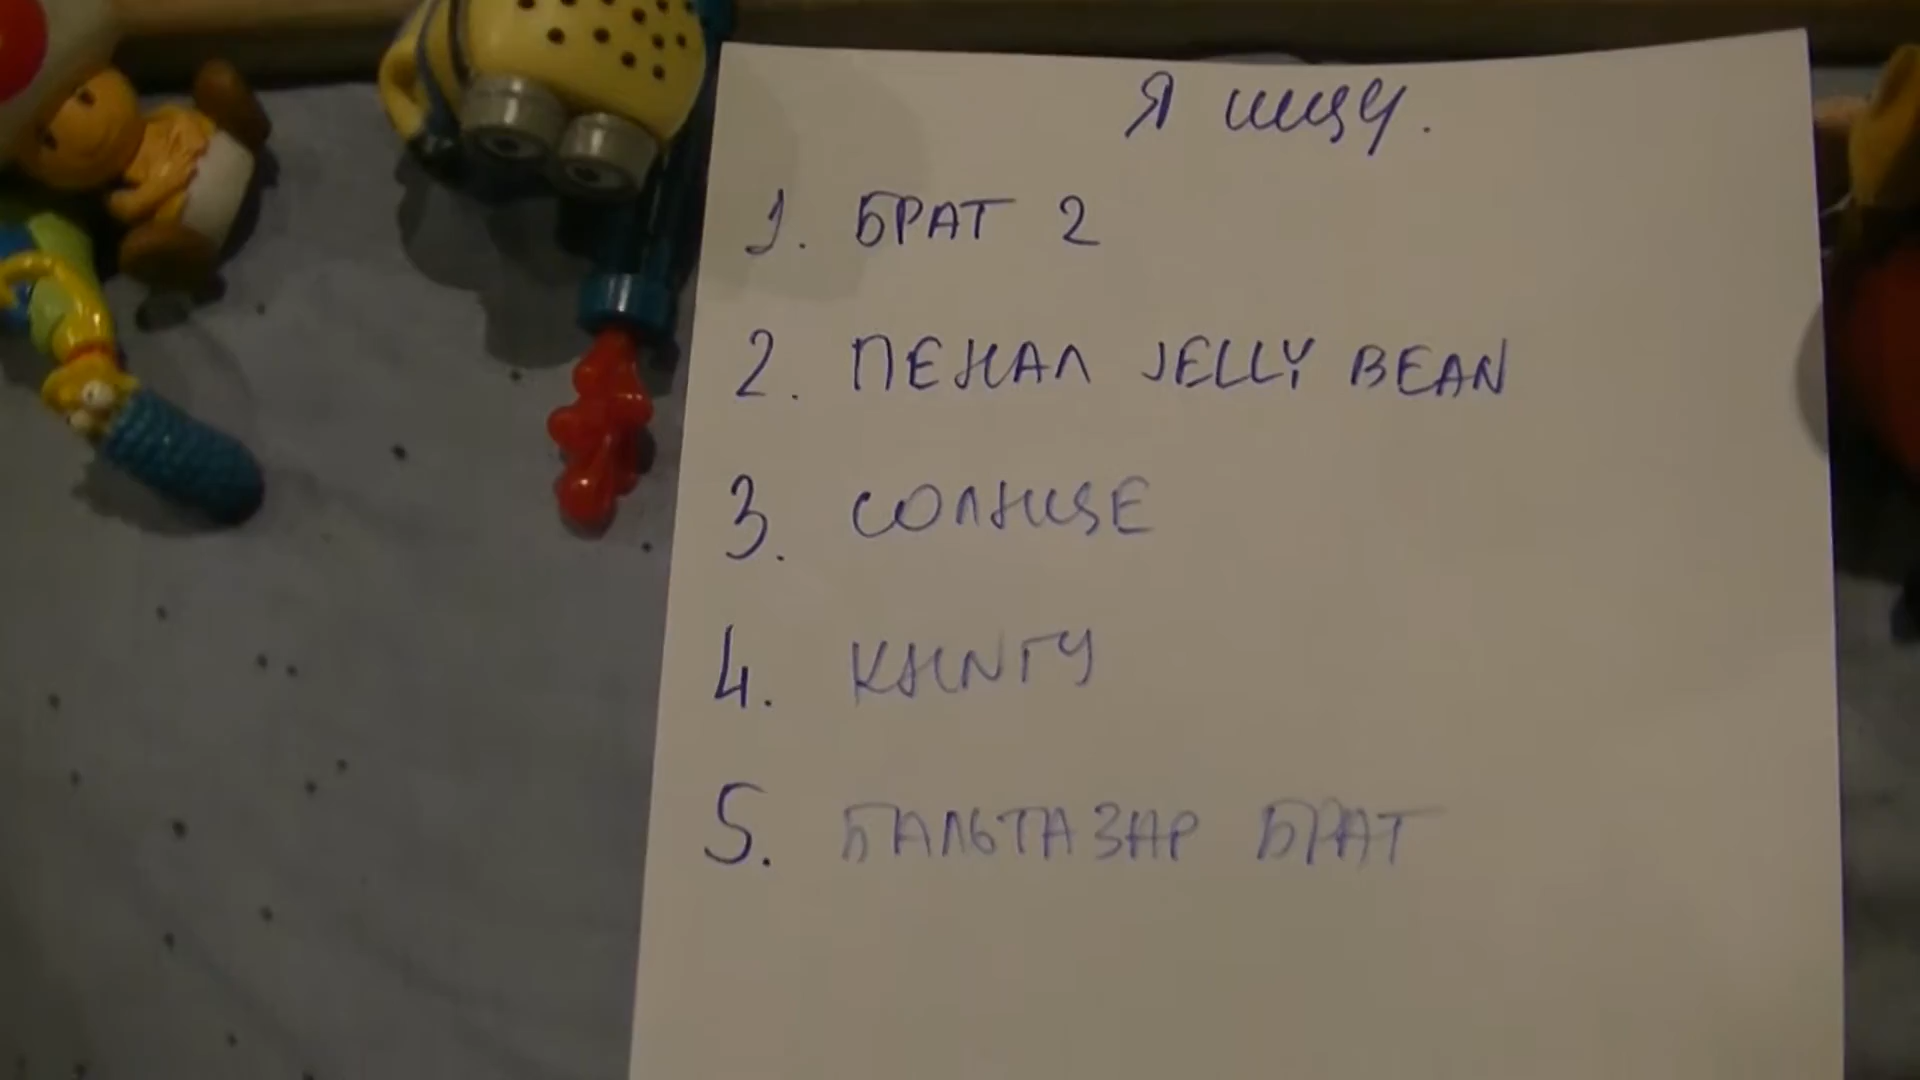 Я ищу.
1. БРАТ 2
2. ПЕНАЛ JELLY BEAN
3. СОЛНЦЕ
4. КНИГУ
5. БАЛЬТАЗАР БРАТ